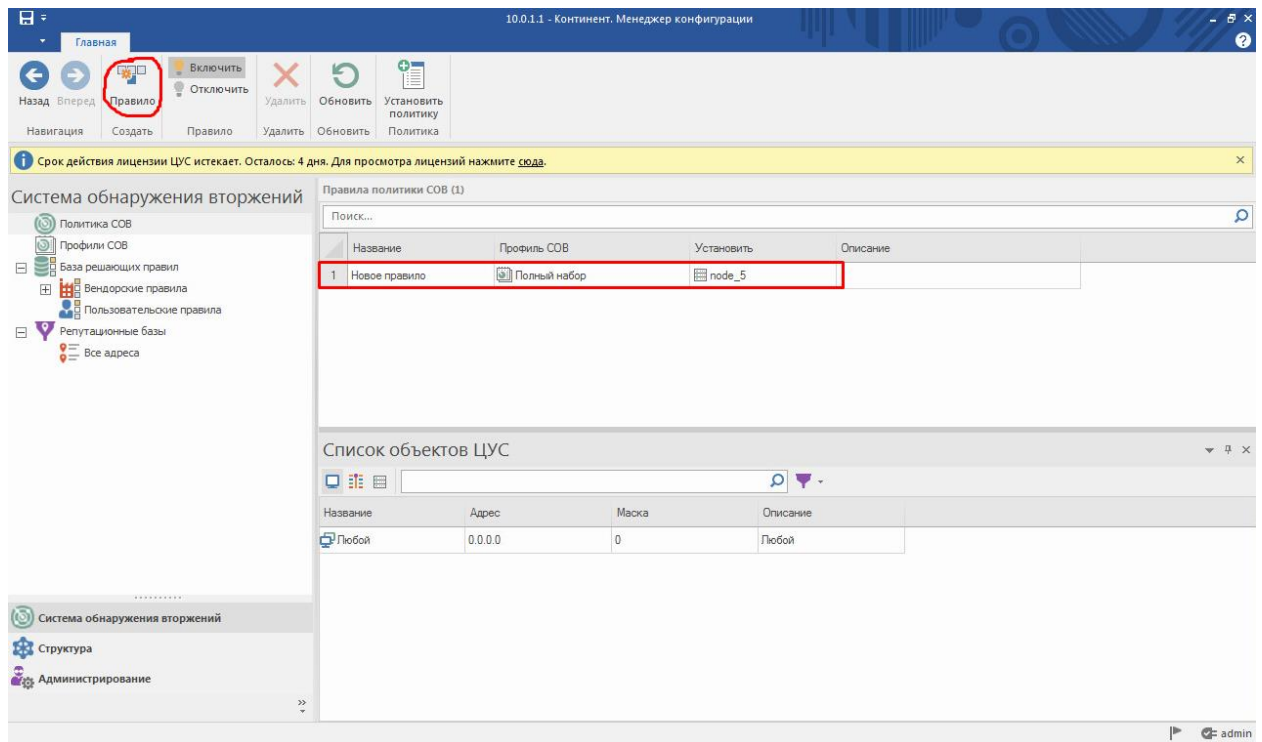 10.0.1.1 - Континент. Менеджер конфигурации
Главная
Назад Вперед Правило Включить Отключить Удалить Обновить Установить политику
Навигация Создать Правило Удалить Обновить Политика
Срок действия лицензии ЦУС истекает. Осталось: 4 дня. Для просмотра лицензий нажмите сюда.
Система обнаружения вторжений
Политика СОВ
Профили СОВ
База решающих правил
Вендорские правила
Пользовательские правила
Репутационные базы
Все адреса
Правила политики СОВ (1)
Поиск...
Название Профиль СОВ Установить Описание
1 Новое правило Полный набор node_5
Список объектов ЦУС
Название Адрес Маска Описание
Любой 0.0.0.0 0 Любой
Система обнаружения вторжений
Структура
Администрирование
admin